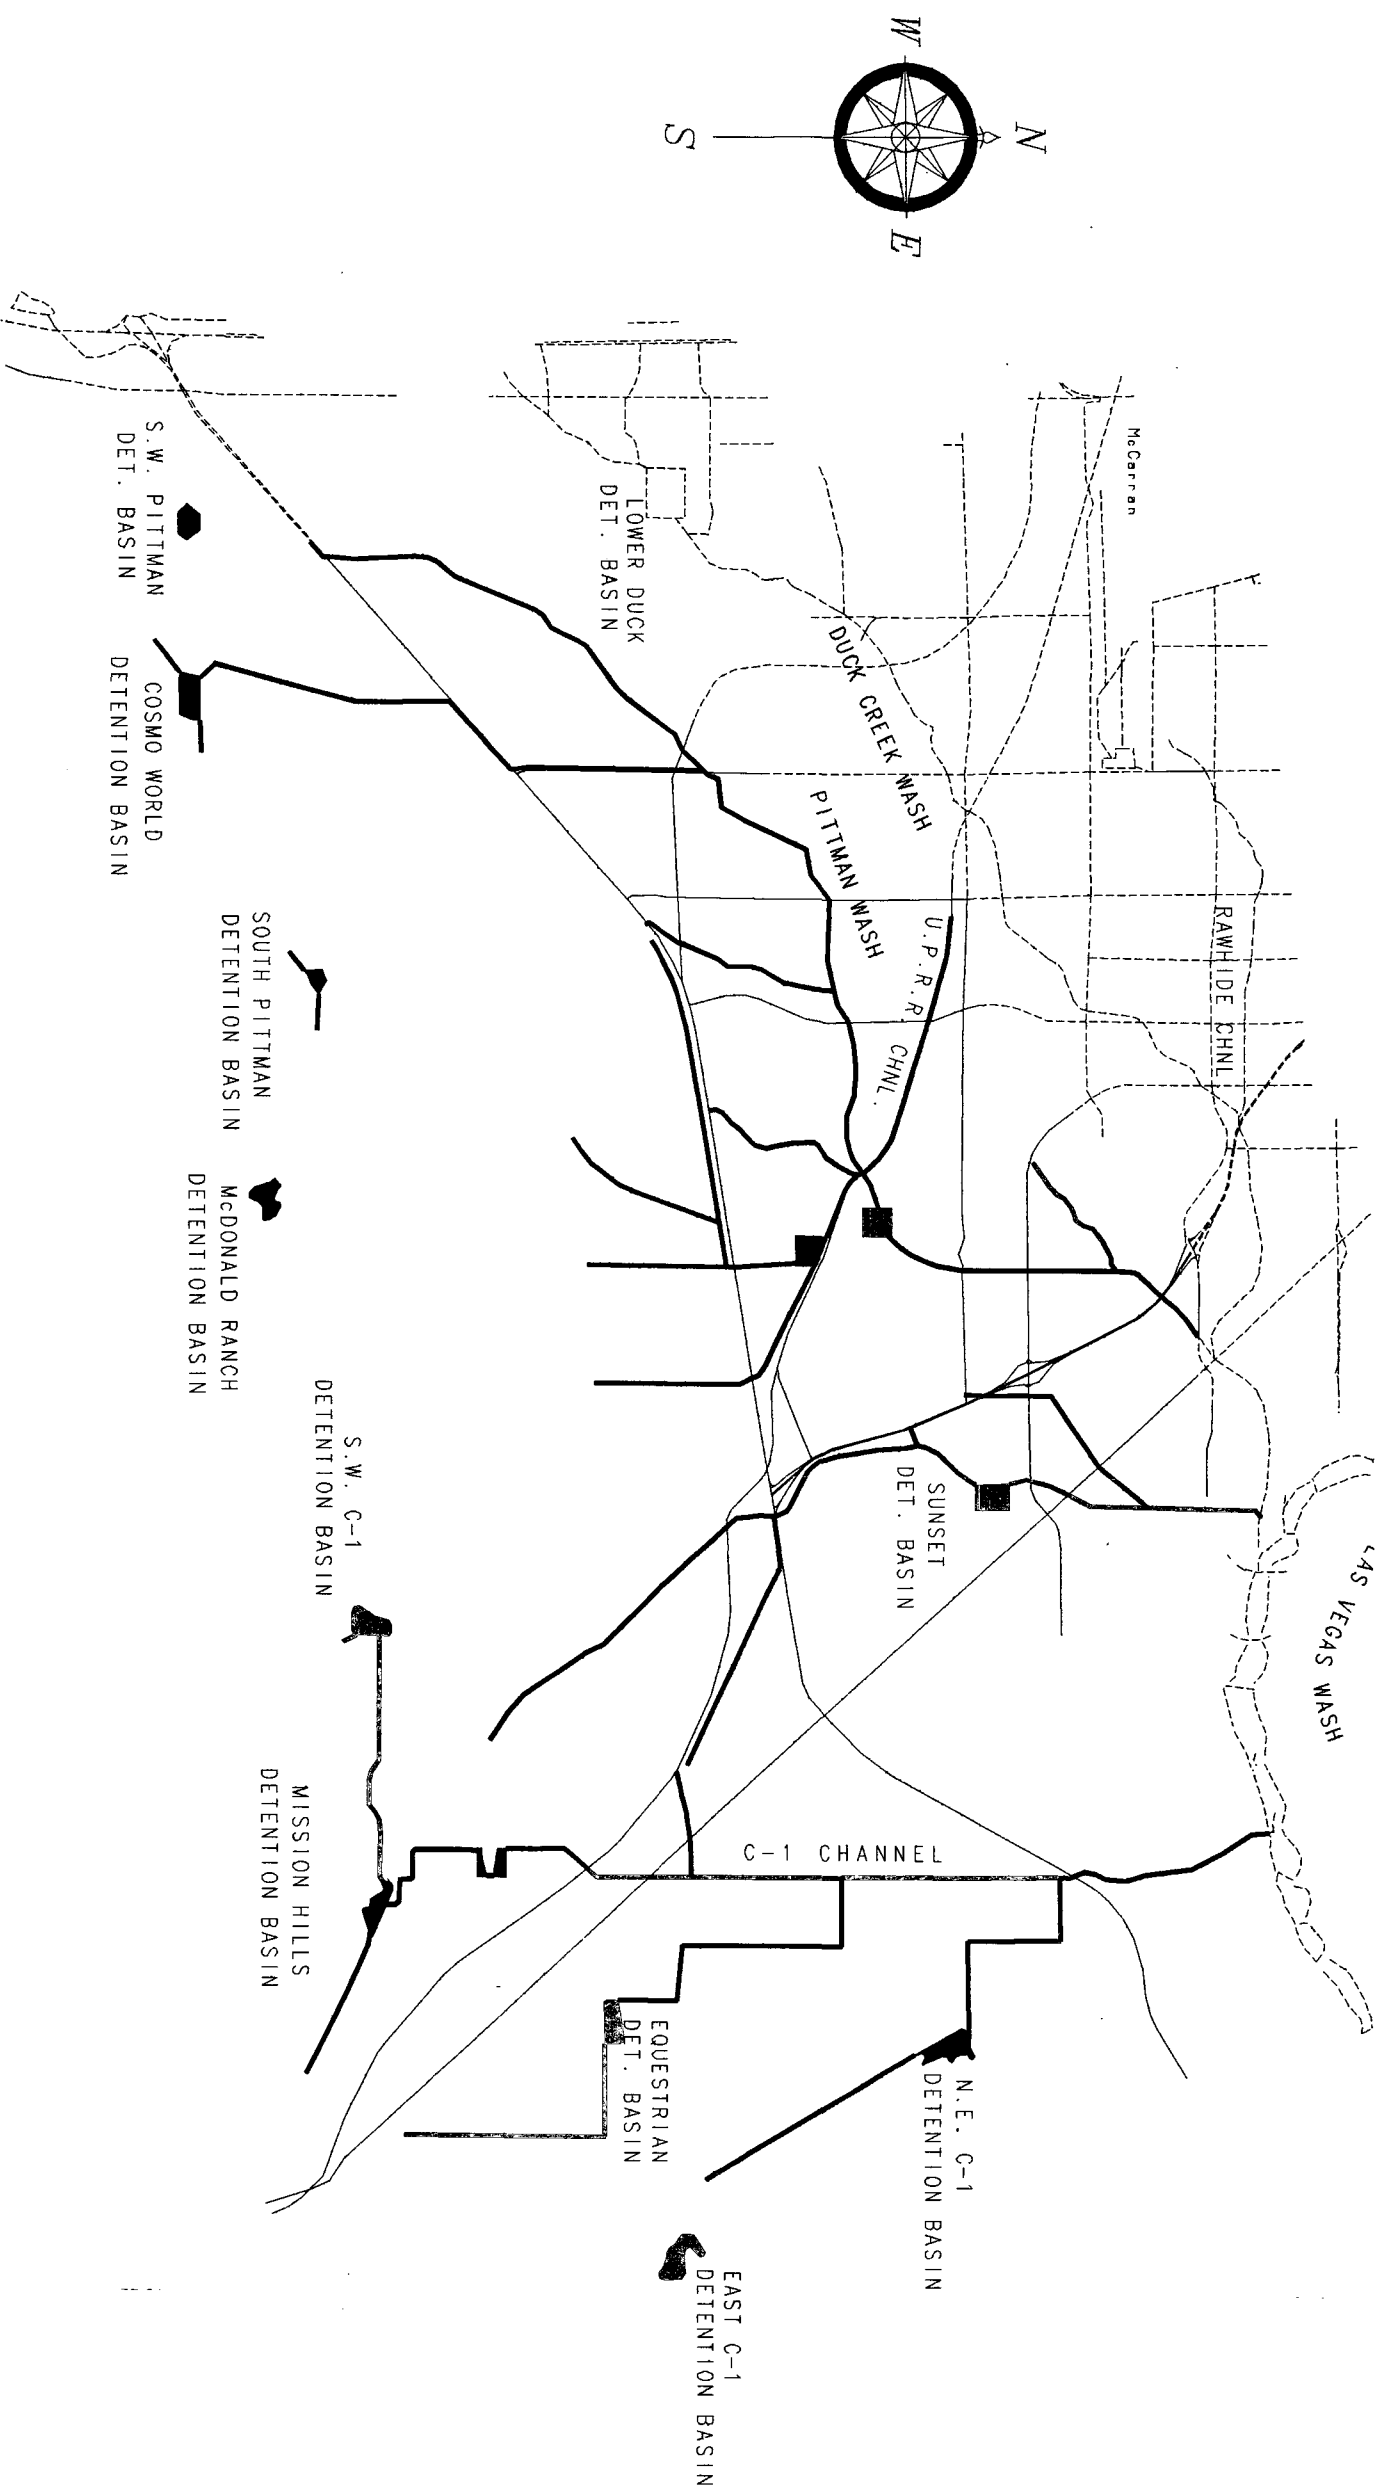 W
N
S
E
McCarran
LOWER DUCK
DET. BASIN
DUCK CREEK WASH
PITTMAN WASH
U.P.R.R. CHNL.
RAWHIDE CHNL
S.W. PITTMAN
DET. BASIN
COSMO WORLD
DETENTION BASIN
SOUTH PITTMAN
DETENTION BASIN
McDONALD RANCH
DETENTION BASIN
SUNSET
DET. BASIN
LAS VEGAS WASH
S.W. C-1
DETENTION BASIN
MISSION HILLS
DETENTION BASIN
C-1 CHANNEL
EQUESTRIAN
DET. BASIN
N.E. C-1
DETENTION BASIN
EAST C-1
DETENTION BASIN